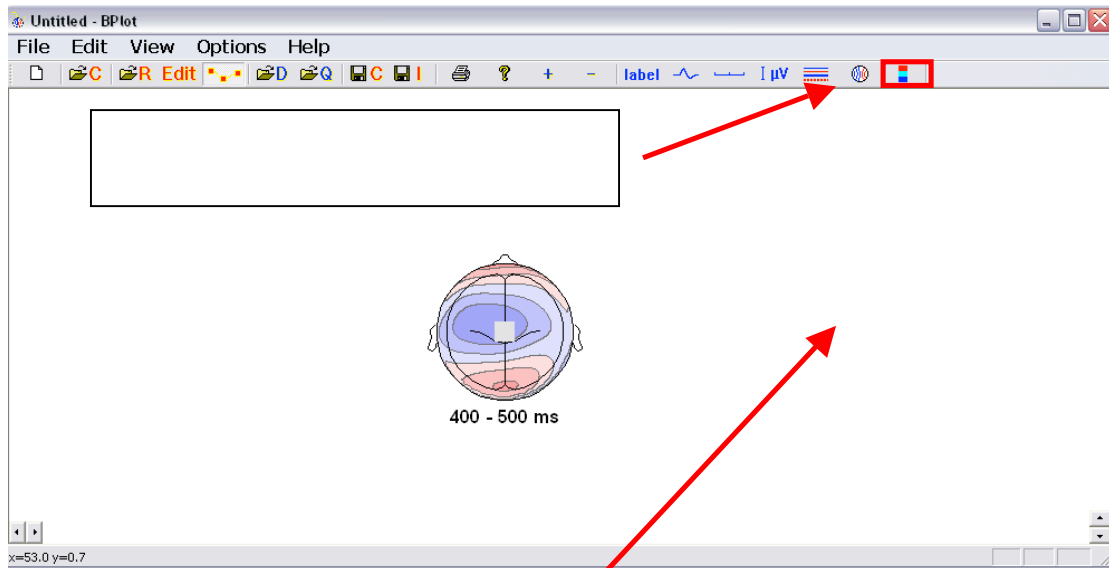 Untitled - BPlot
File Edit View Options Help
C R Edit D Q C I ? + - label I µV
400 - 500 ms
x=53.0 y=0.7